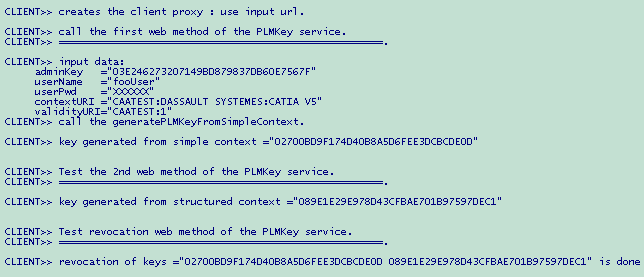 CLIENT>> creates the client proxy : use input url.
CLIENT>> call the first web method of the PLMKey service.
CLIENT>> ══════════════════════════════════════════.
CLIENT>> input data:
adminKey ="03E246273207149BD879837DB60E7567F"
userName ="fooUser"
userPwd ="XXXXXX"
contextURI ="CAATEST:DASSAULT SYSTEMES:CATIA V5"
validityURI="CAATEST:1"
CLIENT>> call the generatePLMKeyFromSimpleContext.
CLIENT>> key generated from simple context ="02700BD9F174D40B8A5D6FEE3DCBCDE0D"
CLIENT>> Test the 2nd web method of the PLMKey service.
CLIENT>> ══════════════════════════════════════════.
CLIENT>> key generated from structured context ="089E1E29E978D43CFBAE701B97597DEC1"
CLIENT>> Test revocation web method of the PLMKey service.
CLIENT>> ══════════════════════════════════════════.
CLIENT>> revocation of keys ="02700BD9F174D40B8A5D6FEE3DCBCDE0D 089E1E29E978D43CFBAE701B97597DEC1" is done